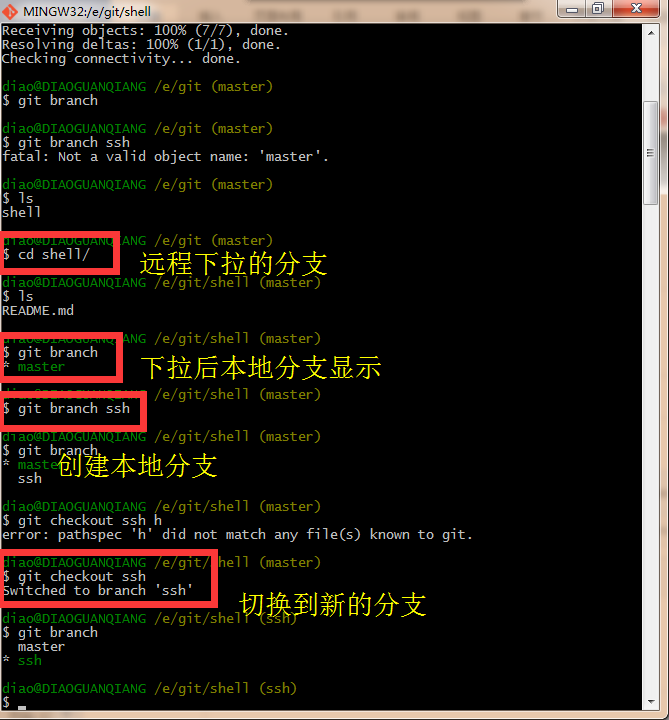 MINGW32:/e/git/shell
Receiving objects: 100% (7/7), done.
Resolving deltas: 100% (1/1), done.
Checking connectivity... done.
diao@DIAOGUANQIANG /e/git (master)
$ git branch
diao@DIAOGUANQIANG /e/git (master)
$ git branch ssh
fatal: Not a valid object name: 'master'.
diao@DIAOGUANQIANG /e/git (master)
$ ls
shell
diao@DIAOGUANQIANG /e/git (master)
$ cd shell/
远程下拉的分支
diao@DIAOGUANQIANG /e/git/shell (master)
$ ls
README.md
diao@DIAOGUANQIANG /e/git/shell (master)
$ git branch
* master
下拉后本地分支显示
diao@DIAOGUANQIANG /e/git/shell (master)
$ git branch ssh
diao@DIAOGUANQIANG /e/git/shell (master)
$ git branch
* master
创建本地分支
ssh
diao@DIAOGUANQIANG /e/git/shell (master)
$ git checkout ssh h
error: pathspec 'h' did not match any file(s) known to git.
diao@DIAOGUANQIANG /e/git/shell (master)
$ git checkout ssh
Switched to branch 'ssh'
切换到新的分支
diao@DIAOGUANQIANG /e/git/shell (ssh)
$ git branch
master
* ssh
diao@DIAOGUANQIANG /e/git/shell (ssh)
$